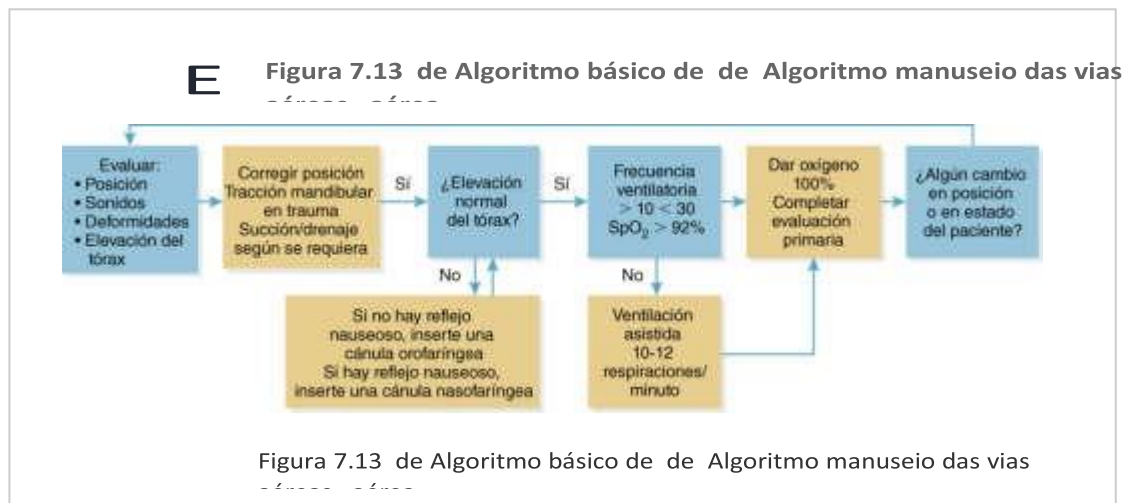 E
Figura 7.13 de Algoritmo básico de de Algoritmo manuseio das vias
Evaluar:
• Posición
• Sonidos
• Deformidades
• Elevación del
tórax
Corregir posición
Tracción mandibular
en trauma
Succión/drenaje
según se requiera
Sí
¿Elevación
normal
del tórax?
Sí
Frecuencia
ventilatoria
> 10 < 30
SpO₂ > 92%
Dar oxígeno
100%
Completar
evaluación
primaria
¿Algún cambio
en posición
o en estado
del paciente?
No
No
Si no hay reflejo
nauseoso, inserte una
cánula orofaríngea
Si hay reflejo nauseoso,
inserte una cánula nasofaríngea
Ventilación
asistida
10-12
respiraciones/
minuto
Figura 7.13 de Algoritmo básico de de Algoritmo manuseio das vias